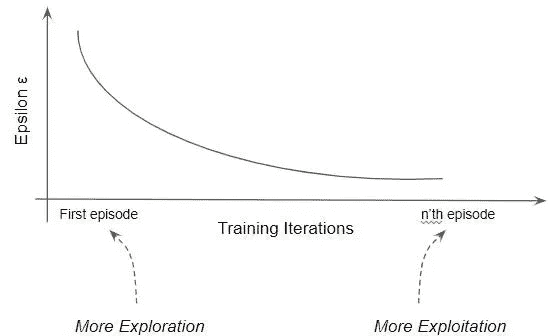 Epsilon ε
First episode
n'th episode
Training Iterations
More Exploration
More Exploitation